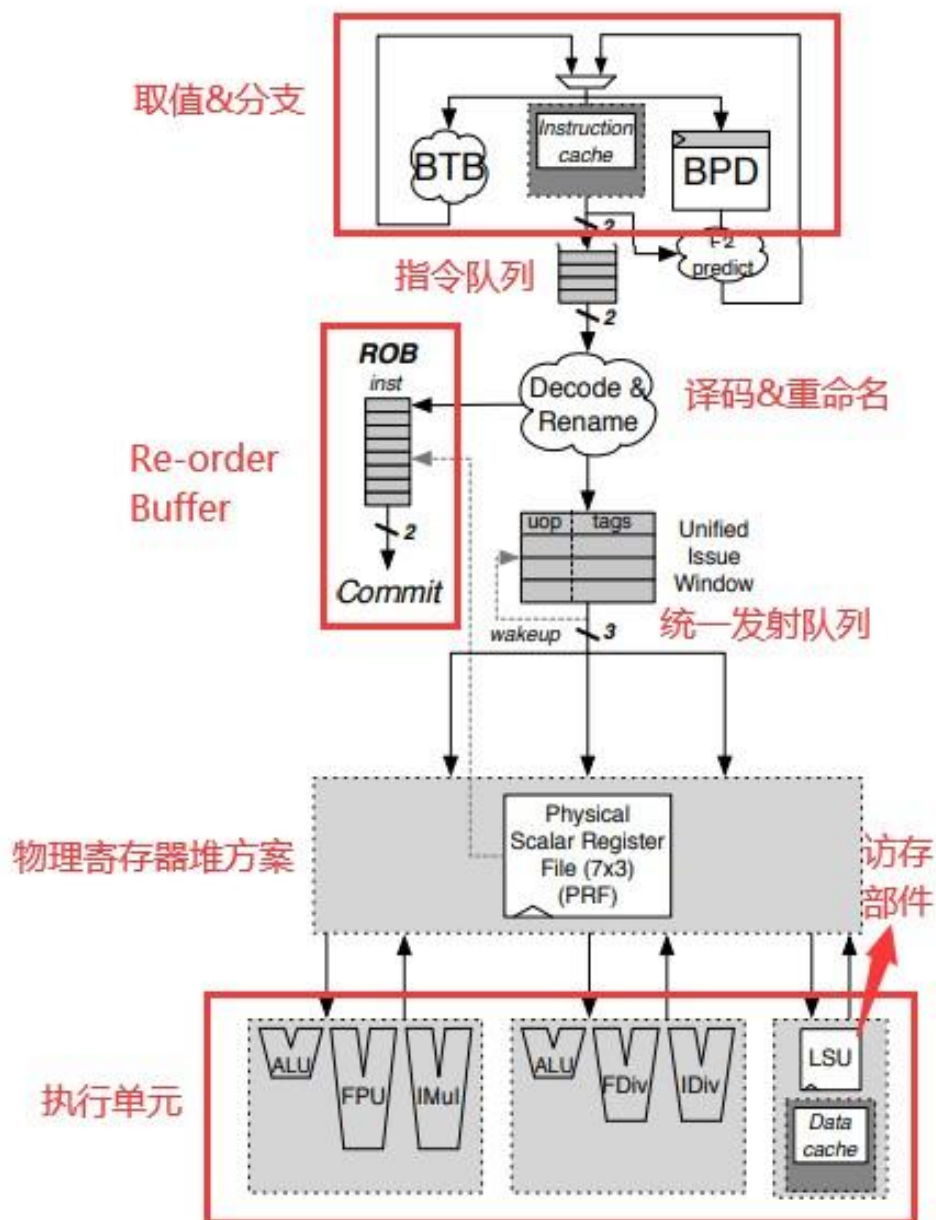 取值&分支
BTB
Instruction
cache
BPD
2
F2
predict
指令队列
2
ROB
inst
Decode &
Rename
译码&重命名
Re-order
Buffer
2
Commit
uop
tags
Unified
Issue
Window
wakeup
3
统一发射队列
物理寄存器堆方案
Physical
Scalar Register
File (7x3)
(PRF)
访存
部件
执行单元
ALU
FPU
IMul
ALU
FDiv
IDiv
LSU
Data
cache